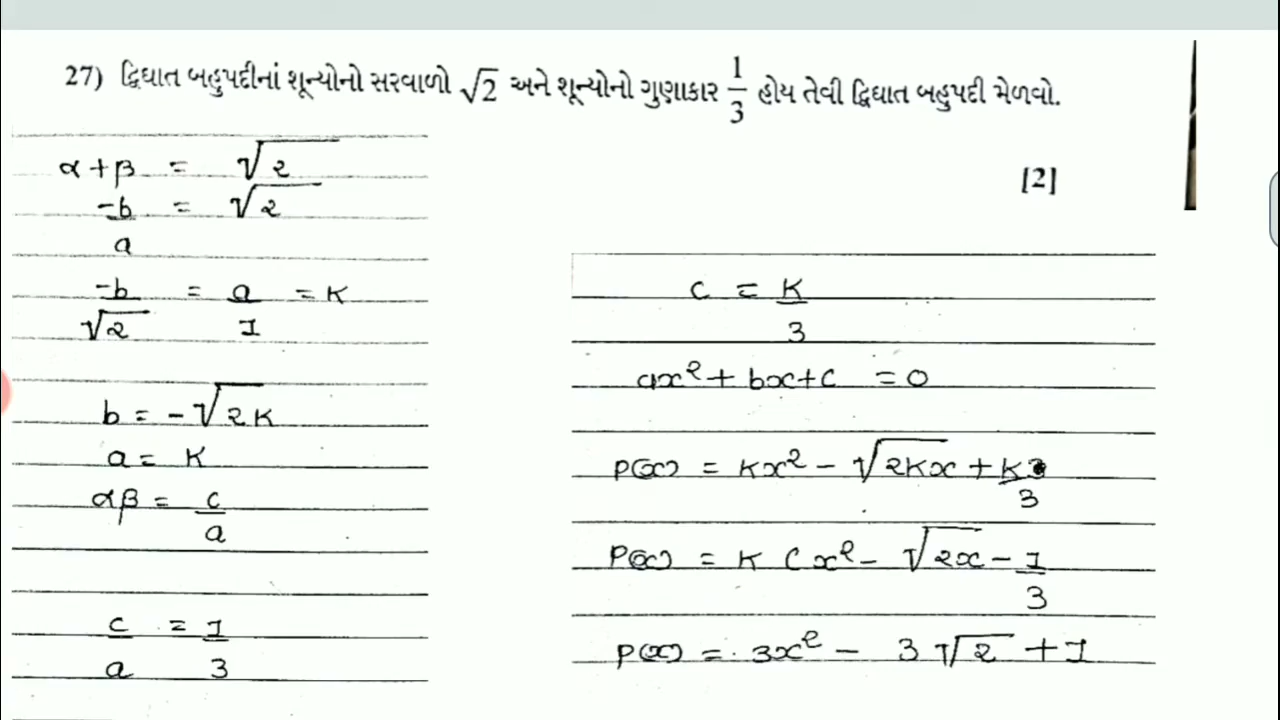 27) દ્વિઘાત બહુપદીનાં શૂન્યોનો સરવાળો √2 અને શૂન્યોનો ગુણાકાર 1/3 હોય તેવી દ્વિઘાત બહુપદી મેળવો.
[2]
α + β = √2
-b/a = √2
-b/√2 = a/1 = K
b = -√2K
a = K
αβ = c/a
c/a = 1/3
c = K/3
ax² + bx + c = 0
P(x) = Kx² - √2Kx + K/3
P(x) = K (x² - √2x - 1/3
P(x) = 3x² - 3√2 + 1